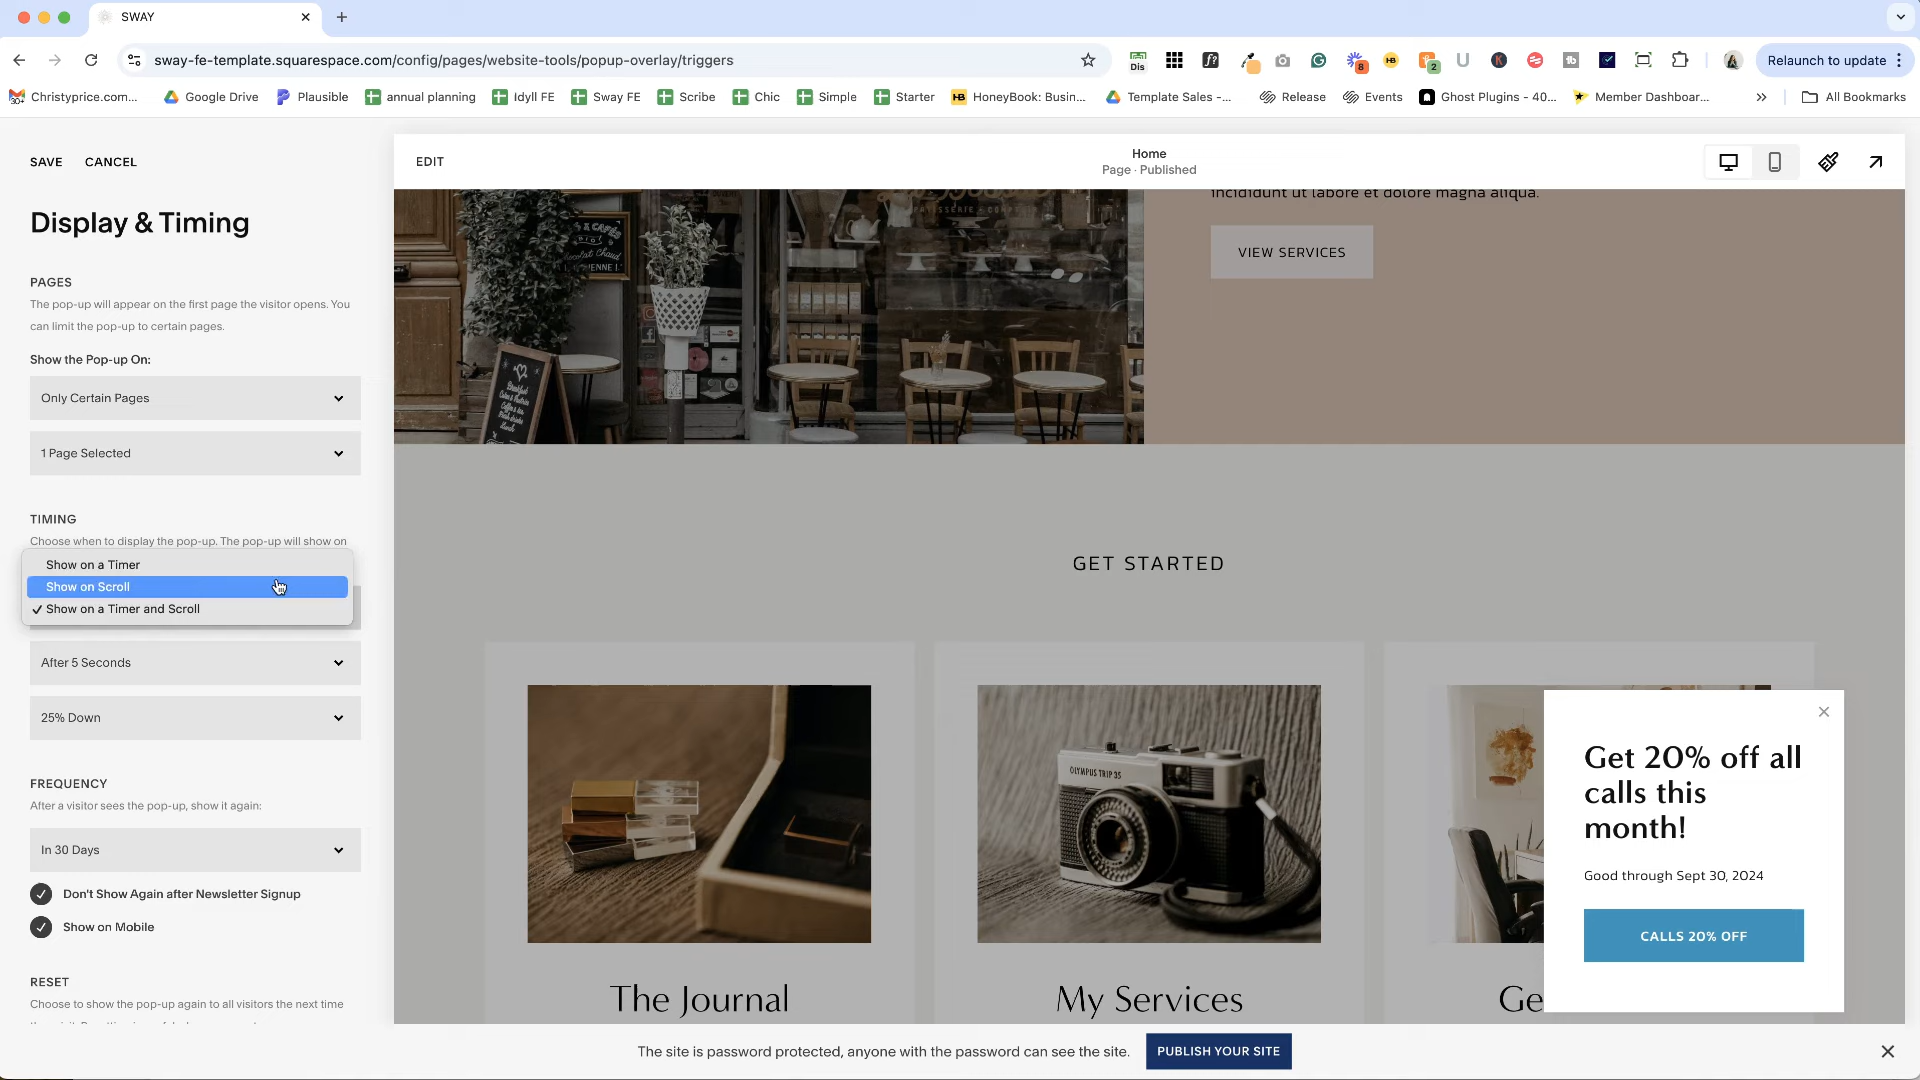 SWAY
sway-fe-template.squarespace.com/config/pages/website-tools/popup-overlay/triggers
Dis
8
HB
2
U
K
tb
Relaunch to update
Christyprice.com...
Google Drive
Plausible
annual planning
Idyll FE
Sway FE
Scribe
Chic
Simple
Starter
HB
HoneyBook: Busin...
Template Sales -...
Release
Events
Ghost Plugins - 40...
Member Dashboar...
»
All Bookmarks
SAVE
CANCEL
EDIT
Home
Page · Published
Display & Timing
PAGES
The pop-up will appear on the first page the visitor opens. You
can limit the pop-up to certain pages.
Show the Pop-up On:
Only Certain Pages
1 Page Selected
TIMING
Choose when to display the pop-up. The pop-up will show on
Show on a Timer
Show on Scroll
Show on a Timer and Scroll
After 5 Seconds
25% Down
FREQUENCY
After a visitor sees the pop-up, show it again:
In 30 Days
Don't Show Again after Newsletter Signup
Show on Mobile
RESET
Choose to show the pop-up again to all visitors the next time
incididunt ut labore et dolore magna aliqua.
VIEW SERVICES
GET STARTED
OLYMPUS TRIP 35
The Journal
My Services
Ge
Get 20% off all
calls this
month!
Good through Sept 30, 2024
CALLS 20% OFF
The site is password protected, anyone with the password can see the site.
PUBLISH YOUR SITE